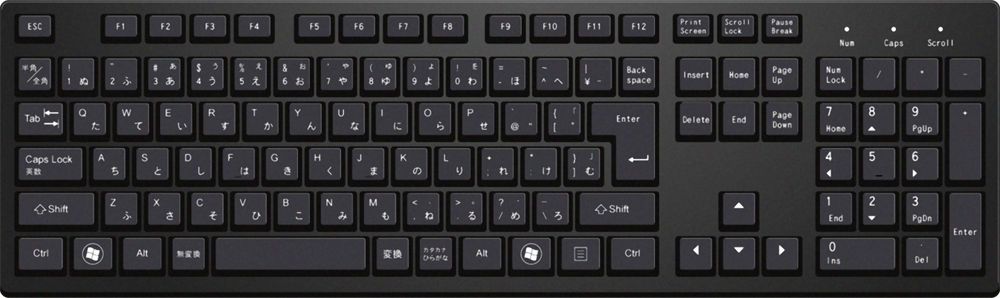 ESC F1 F2 F3 F4 F5 F6 F7 F8 F9 F10 F11 F12 Print Screen Scroll Lock Pause Break Num Caps Scroll
半角/全角 ! 1 ぬ " 2 ふ # ぁ 3 あ $ ぅ 4 う % ぇ 5 え & ぉ 6 お ' ゃ 7 や ( ゅ 8 ゆ ) ょ 9 よ を 0 わ = - ほ ~ ^ へ | ¥ - Back space Insert Home Page Up Num Lock / * -
Tab Q た W て E い R す T か Y ん U な I に O ら P せ ` @ ゛ { 「 [ ゜ Enter Delete End Page Down 7 Home 8 9 PgUp +
Caps Lock 英数 A ち S と D し F は G き H く J ま K の L り + ; れ * : け } 」 ] む 4 5 6
Shift Z ふ X さ C そ V ひ B こ N み M も < 、 , ね > 。 . る ? ・ / め \ ろ Shift 1 End 2 3 PgDn Enter
Ctrl Alt 無変換 変換 カタカナ ひらがな Alt Ctrl 0 Ins . Del